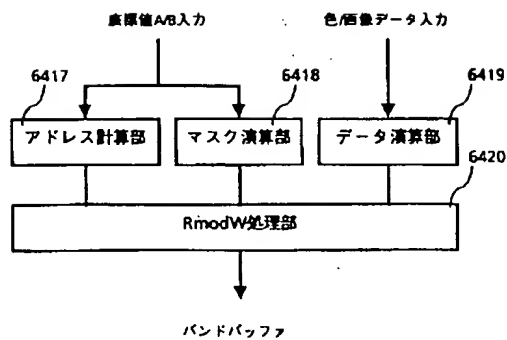 座標値A/B入力
色/画像データ入力
6417
6418
6419
アドレス計算部
マスク演算部
データ演算部
6420
RmodW処理部
バンドバッファ